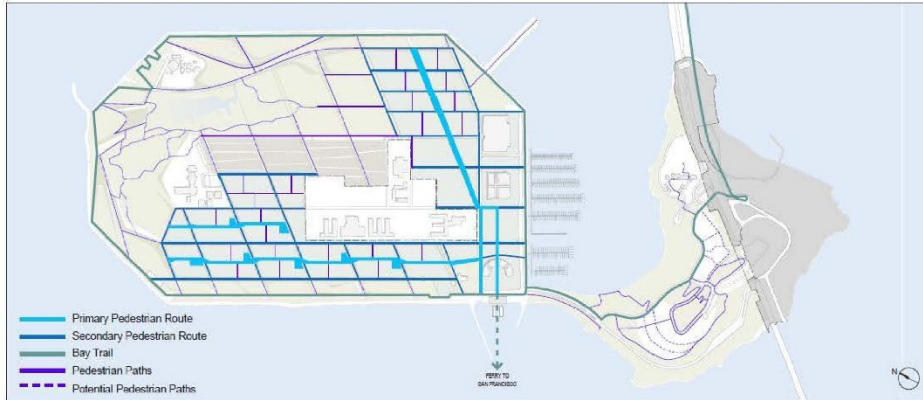 Primary Pedestrian Route
Secondary Pedestrian Route
Bay Trail
Pedestrian Paths
Potential Pedestrian Paths
FERRY TO
SAN FRANCISCO
N